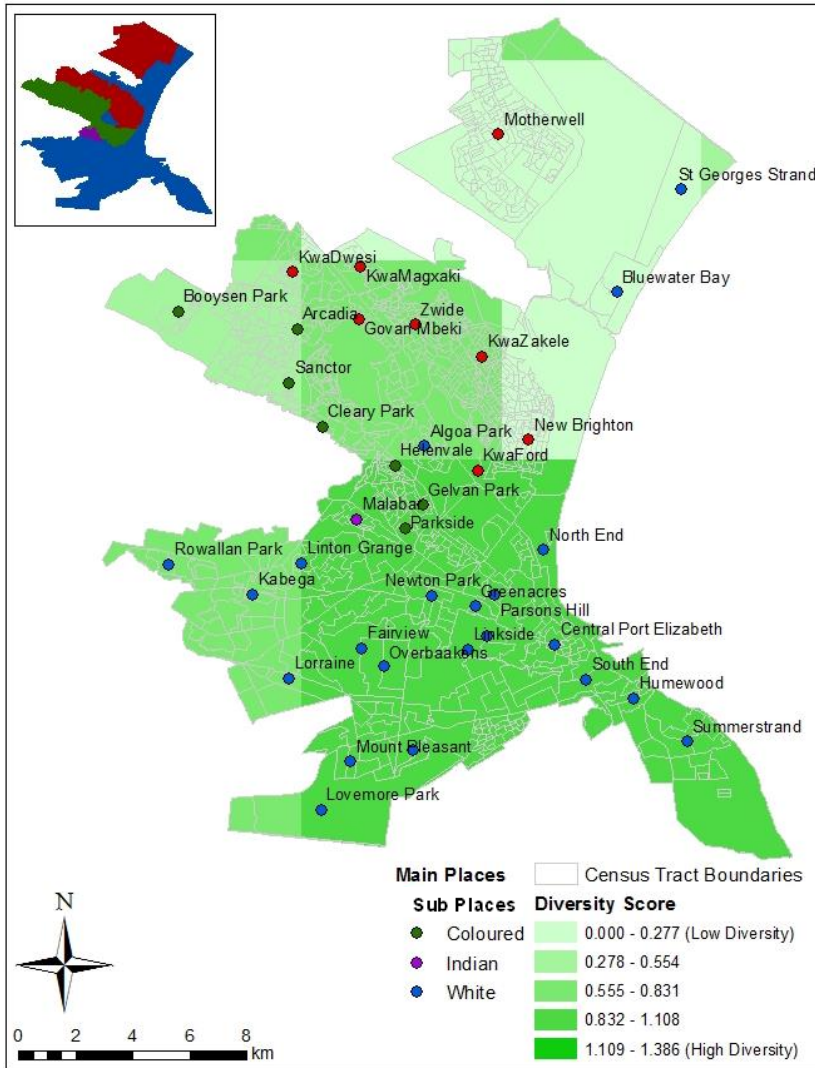 Motherwell
St Georges Strand
KwaDwesi
KwaMagxaki
Bluewater Bay
Booysen Park
Arcadia
Govan Mbeki
Zwide
KwaZakele
Sanctor
Cleary Park
Algoa Park
New Brighton
Helenvale
KwaFord
Gelvan Park
Malabar
Parkside
North End
Rowallan Park
Linton Grange
Kabega
Newton Park
Greenacres
Parsons Hill
Fairview
Linkside
Central Port Elizabeth
Overbaakens
Lorraine
South End
Humewood
Summerstrand
Mount Pleasant
Lovemore Park
Main Places
Census Tract Boundaries
Sub Places
Diversity Score
Coloured
0.000 - 0.277 (Low Diversity)
Indian
0.278 - 0.554
White
0.555 - 0.831
0.832 - 1.108
1.109 - 1.386 (High Diversity)
N
0 2 4 6 8
km